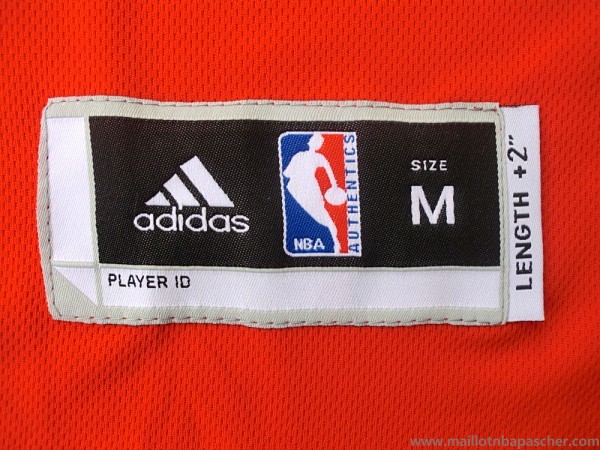 adidas
NBA
AUTHENTICS
SIZE
M
LENGTH +2"
PLAYER ID
www.maillotnbapascher.com